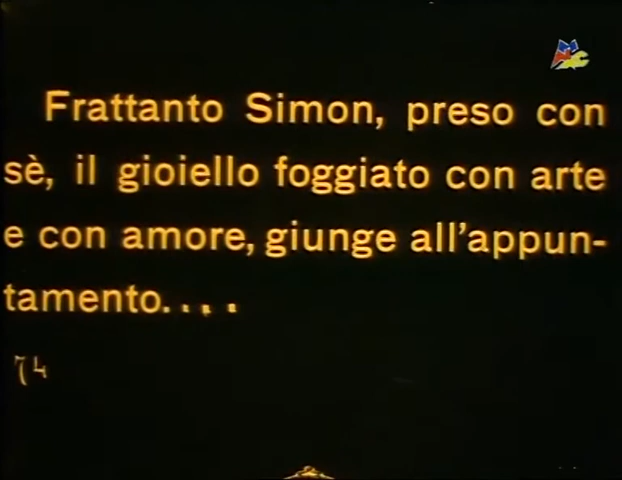 Frattanto Simon, preso con
sè, il gioiello foggiato con arte
e con amore, giunge all'appun-
tamento....
74